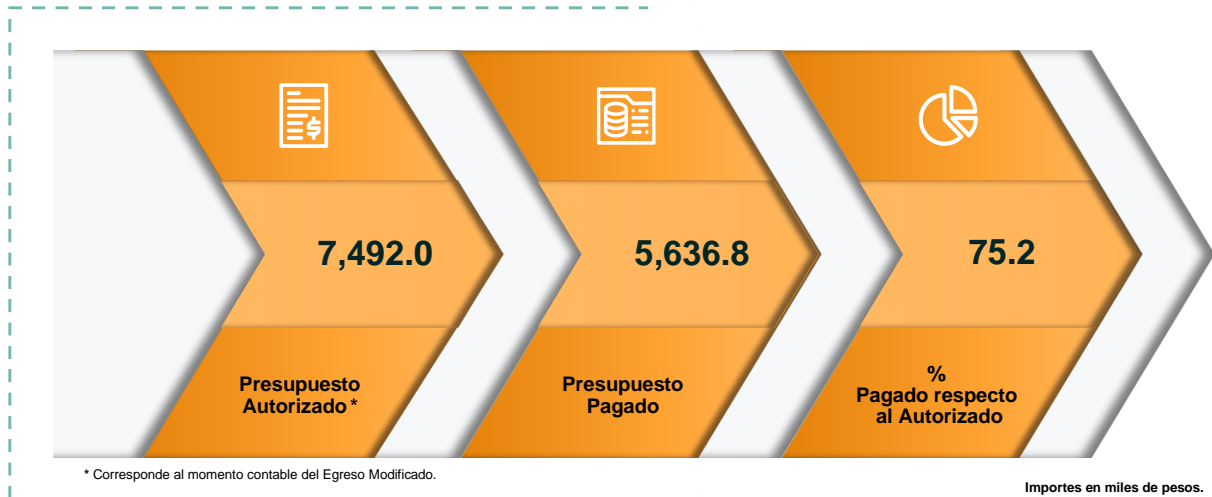 7,492.0
5,636.8
75.2
Presupuesto
Autorizado *
Presupuesto
Pagado
%
Pagado respecto
al Autorizado
* Corresponde al momento contable del Egreso Modificado.
Importes en miles de pesos.